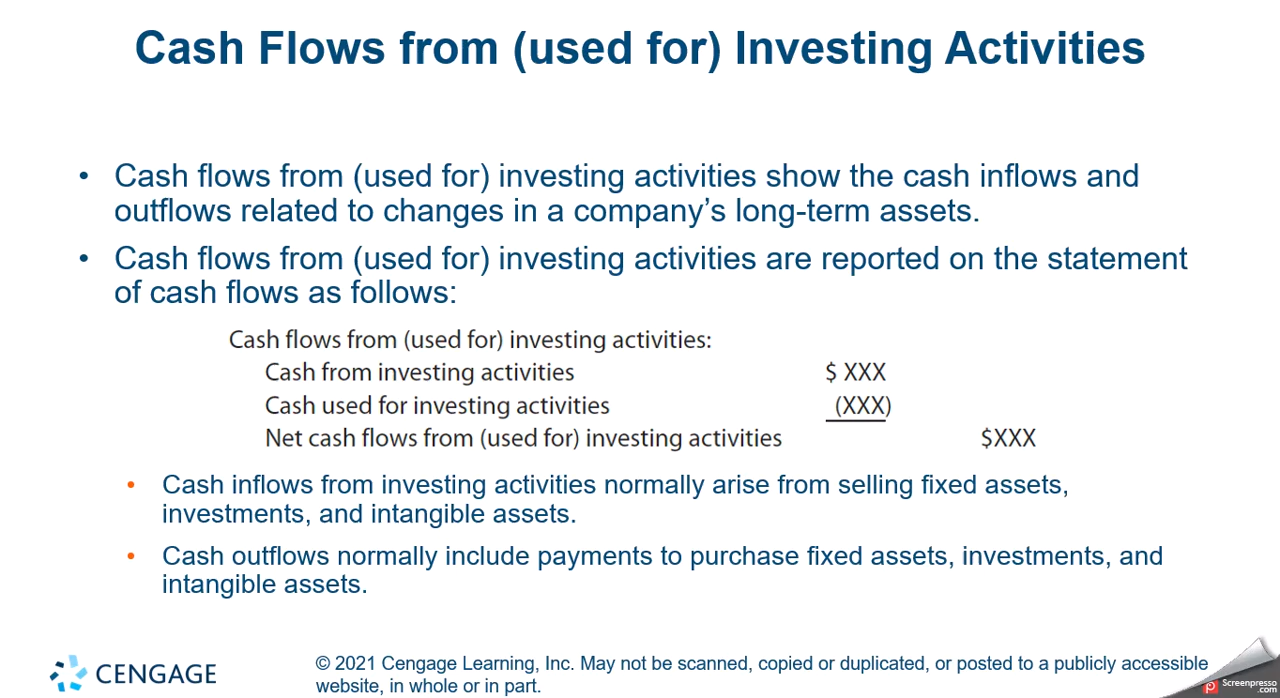 Cash Flows from (used for) Investing Activities
• Cash flows from (used for) investing activities show the cash inflows and
outflows related to changes in a company’s long-term assets.
• Cash flows from (used for) investing activities are reported on the statement
of cash flows as follows:
Cash flows from (used for) investing activities:
Cash from investing activities $ XXX
Cash used for investing activities (XXX)
Net cash flows from (used for) investing activities $XXX
• Cash inflows from investing activities normally arise from selling fixed assets,
investments, and intangible assets.
• Cash outflows normally include payments to purchase fixed assets, investments, and
intangible assets.
CENGAGE
© 2021 Cengage Learning, Inc. May not be scanned, copied or duplicated, or posted to a publicly accessible
website, in whole or in part.
Screenpresso
.com